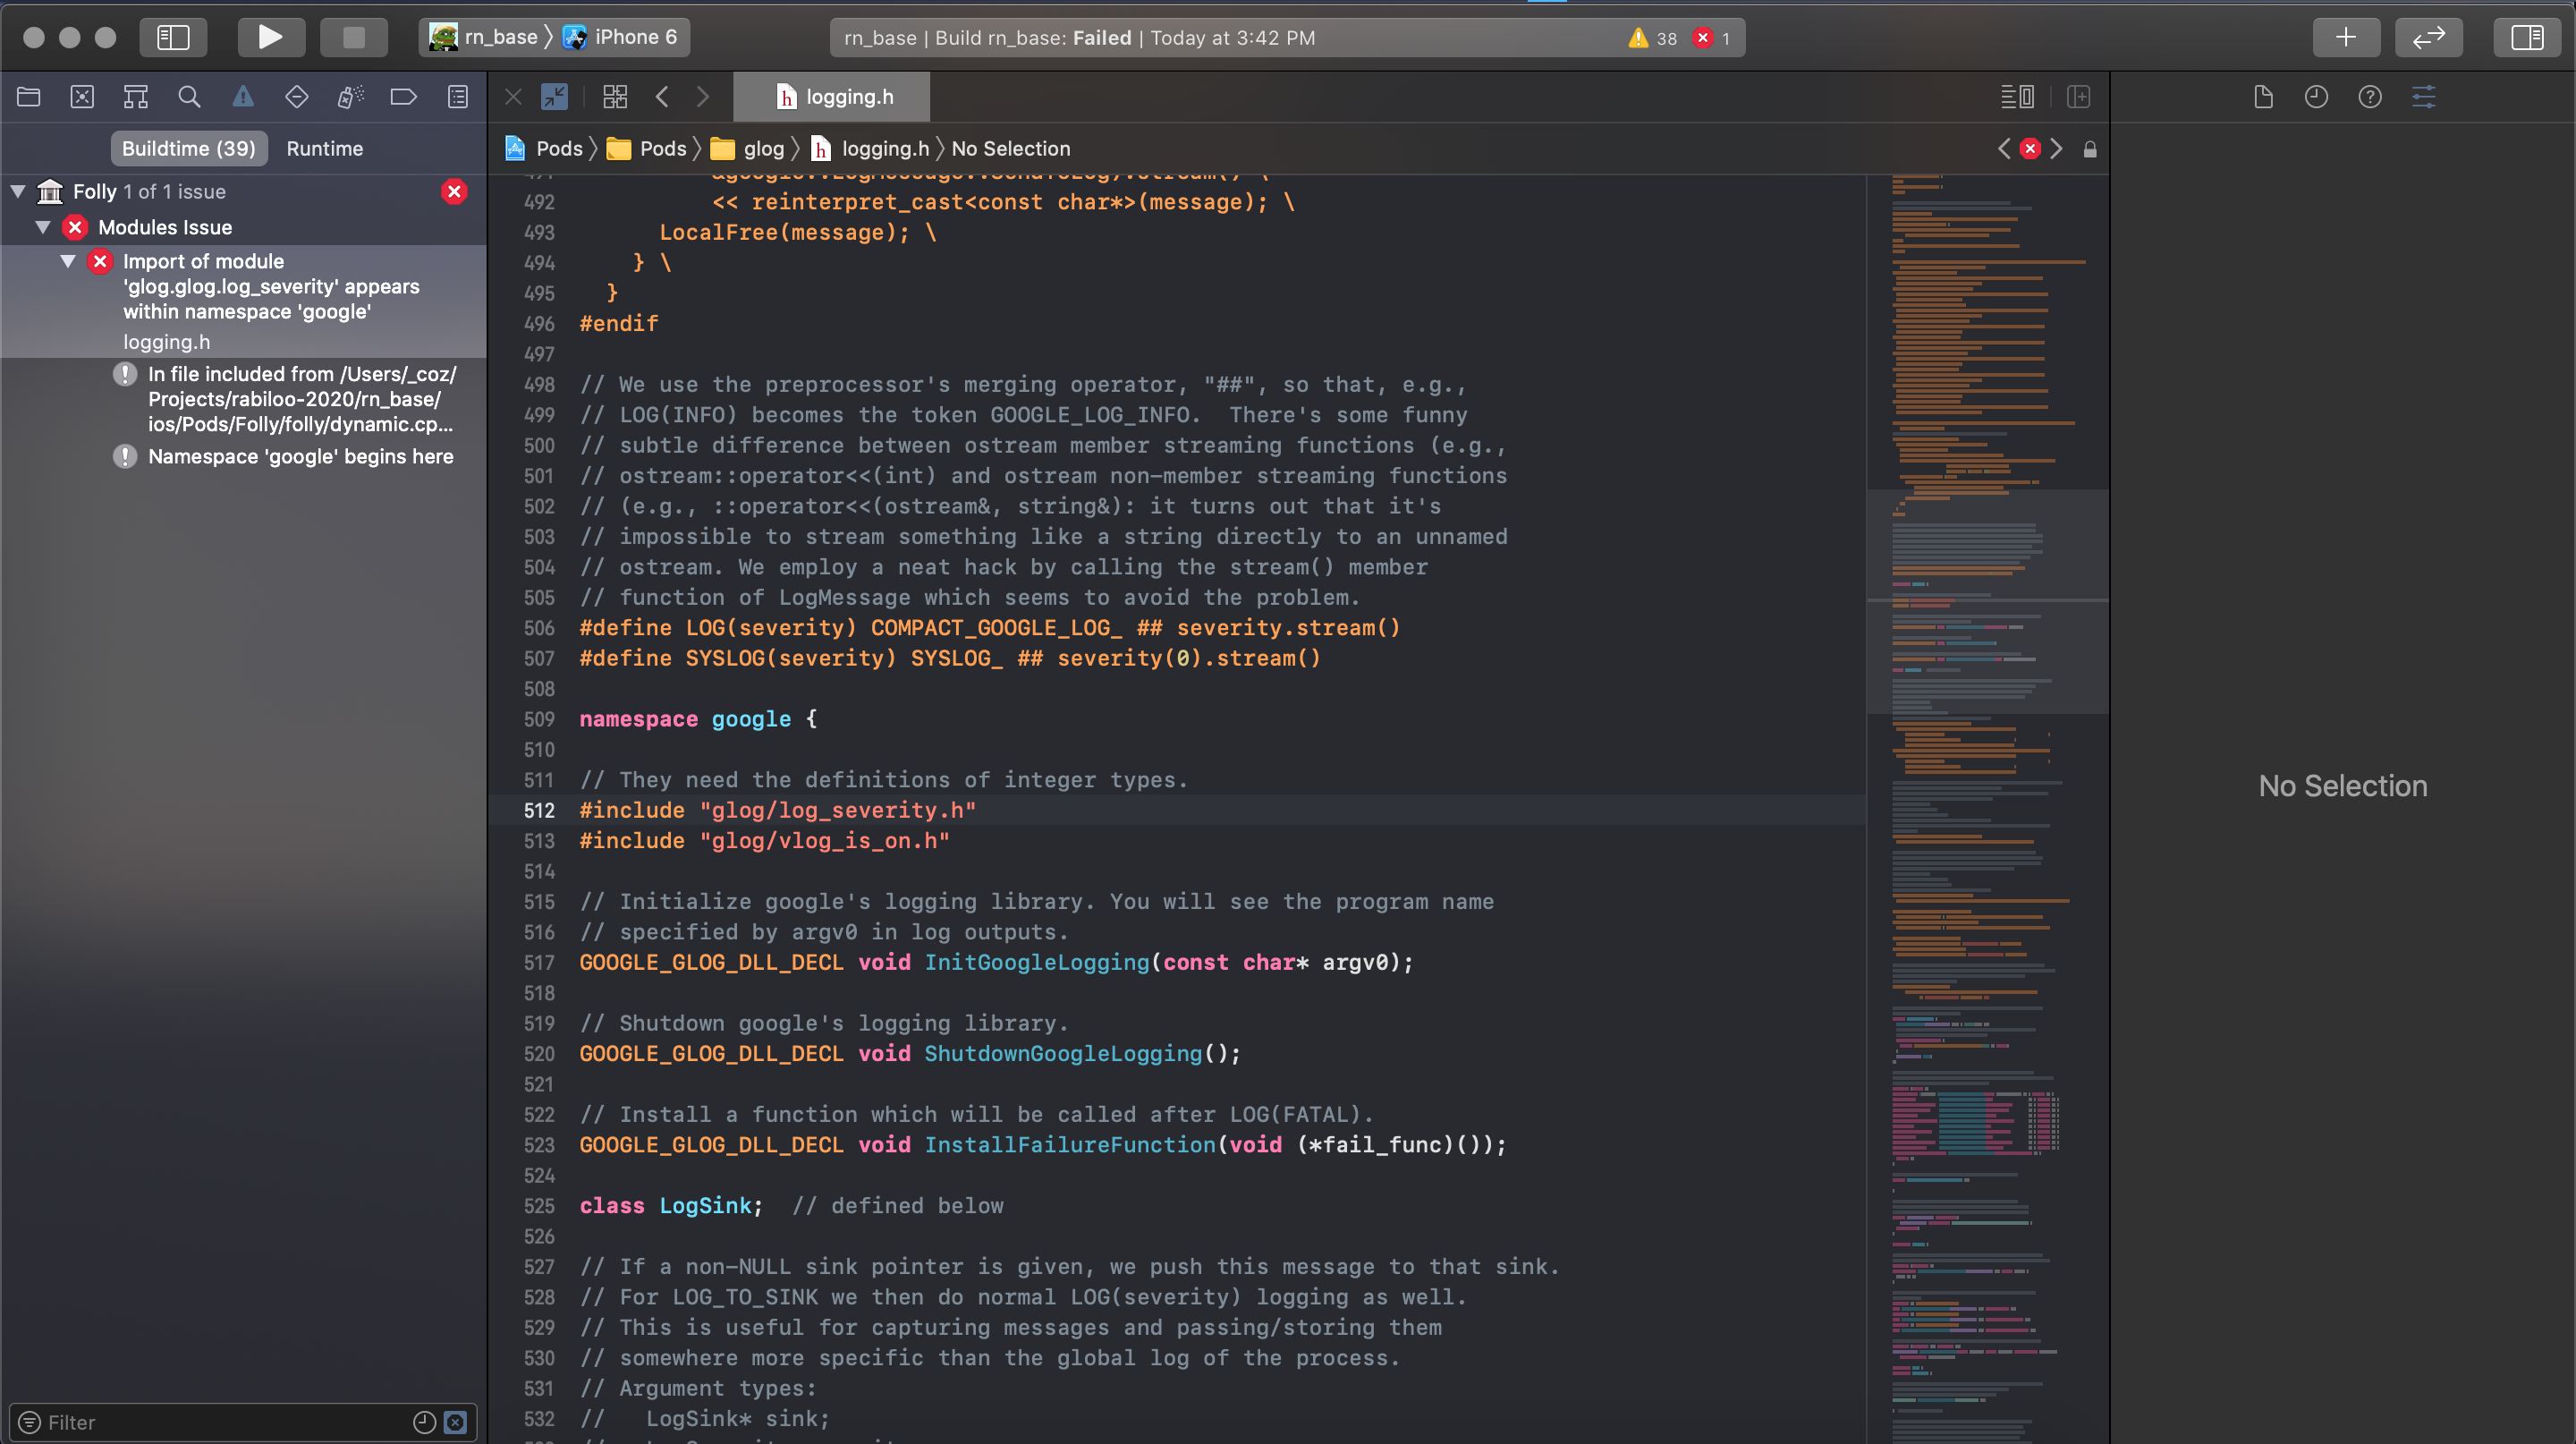 rn_base
iPhone 6
rn_base | Build rn_base: Failed | Today at 3:42 PM
38
1
logging.h
Buildtime (39)
Runtime
Pods
Pods
glog
logging.h
No Selection
Folly 1 of 1 issue
Modules Issue
Import of module
'glog.glog.log_severity' appears
within namespace 'google'
logging.h
In file included from /Users/_coz/
Projects/rabiloo-2020/rn_base/
ios/Pods/Folly/folly/dynamic.cp...
Namespace 'google' begins here
492 << reinterpret_cast<const char*>(message); \
493 LocalFree(message); \
494 } \
495 }
496 #endif
497
498 // We use the preprocessor's merging operator, "##", so that, e.g.,
499 // LOG(INFO) becomes the token GOOGLE_LOG_INFO.  There's some funny
500 // subtle difference between ostream member streaming functions (e.g.,
501 // ostream::operator<<(int) and ostream non-member streaming functions
502 // (e.g., ::operator<<(ostream&, string&): it turns out that it's
503 // impossible to stream something like a string directly to an unnamed
504 // ostream. We employ a neat hack by calling the stream() member
505 // function of LogMessage which seems to avoid the problem.
506 #define LOG(severity) COMPACT_GOOGLE_LOG_ ## severity.stream()
507 #define SYSLOG(severity) SYSLOG_ ## severity(0).stream()
508
509 namespace google {
510
511 // They need the definitions of integer types.
512 #include "glog/log_severity.h"
513 #include "glog/vlog_is_on.h"
514
515 // Initialize google's logging library. You will see the program name
516 // specified by argv0 in log outputs.
517 GOOGLE_GLOG_DLL_DECL void InitGoogleLogging(const char* argv0);
518
519 // Shutdown google's logging library.
520 GOOGLE_GLOG_DLL_DECL void ShutdownGoogleLogging();
521
522 // Install a function which will be called after LOG(FATAL).
523 GOOGLE_GLOG_DLL_DECL void InstallFailureFunction(void (*fail_func)());
524
525 class LogSink;  // defined below
526
527 // If a non-NULL sink pointer is given, we push this message to that sink.
528 // For LOG_TO_SINK we then do normal LOG(severity) logging as well.
529 // This is useful for capturing messages and passing/storing them
530 // somewhere more specific than the global log of the process.
531 // Argument types:
532 //   LogSink* sink;
No Selection
Filter